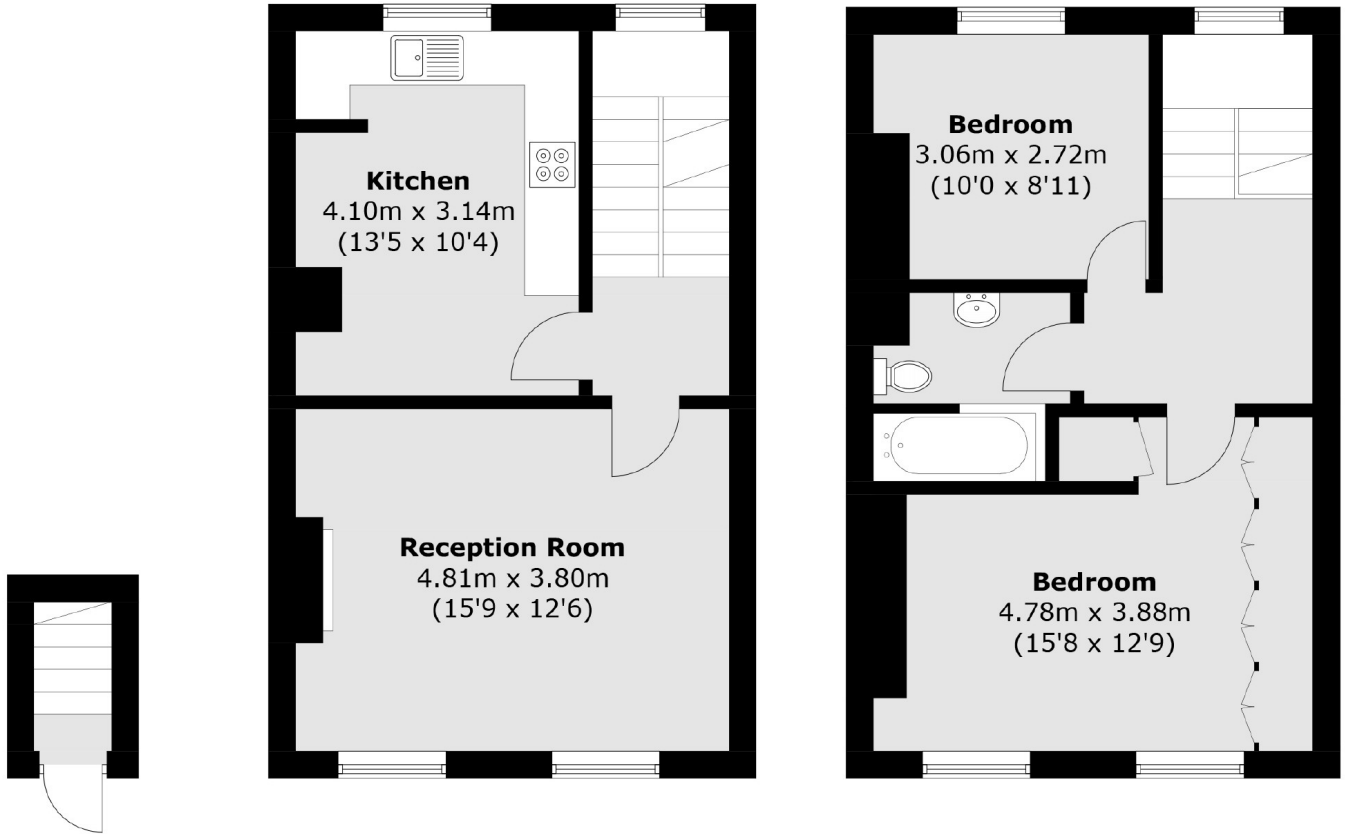 Kitchen
4.10m x 3.14m
(13'5 x 10'4)
Reception Room
4.81m x 3.80m
(15'9 x 12'6)
Bedroom
3.06m x 2.72m
(10'0 x 8'11)
Bedroom
4.78m x 3.88m
(15'8 x 12'9)